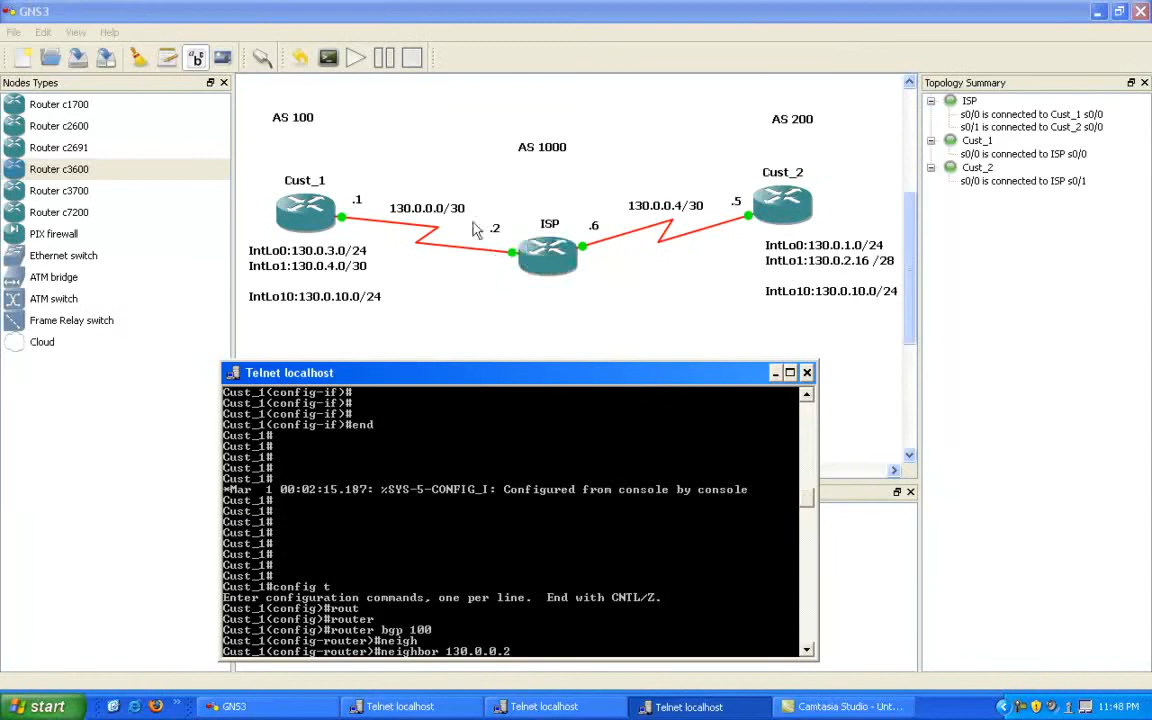 GNS3
File Edit View Help
Nodes Types
Router c1700
Router c2600
Router c2691
Router c3600
Router c3700
Router c7200
PIX firewall
Ethernet switch
ATM bridge
ATM switch
Frame Relay switch
Cloud
AS 100
AS 200
AS 1000
Cust_1
Cust_2
.1
130.0.0.0/30
.2
ISP
.6
130.0.0.4/30
.5
IntLo0:130.0.3.0/24
IntLo1:130.0.4.0/30
IntLo10:130.0.10.0/24
IntLo0:130.0.1.0/24
IntLo1:130.0.2.16 /28
IntLo10:130.0.10.0/24
Topology Summary
ISP
s0/0 is connected to Cust_1 s0/0
s0/1 is connected to Cust_2 s0/0
Cust_1
s0/0 is connected to ISP s0/0
Cust_2
s0/0 is connected to ISP s0/1
Telnet localhost
Cust_1(config-if)#
Cust_1(config-if)#
Cust_1(config-if)#
Cust_1(config-if)#end
Cust_1#
Cust_1#
Cust_1#
Cust_1#
Cust_1#
*Mar  1 00:02:15.187: %SYS-5-CONFIG_I: Configured from console by console
Cust_1#
Cust_1#
Cust_1#
Cust_1#
Cust_1#
Cust_1#
Cust_1#
Cust_1#
Cust_1#config t
Enter configuration commands, one per line.  End with CNTL/Z.
Cust_1(config)#rout
Cust_1(config)#router
Cust_1(config)#router bgp 100
Cust_1(config-router)#neigh
Cust_1(config-router)#neighbor 130.0.0.2
start
GNS3
Telnet localhost
Telnet localhost
Telnet localhost
Camtasia Studio - Unt...
11:48 PM